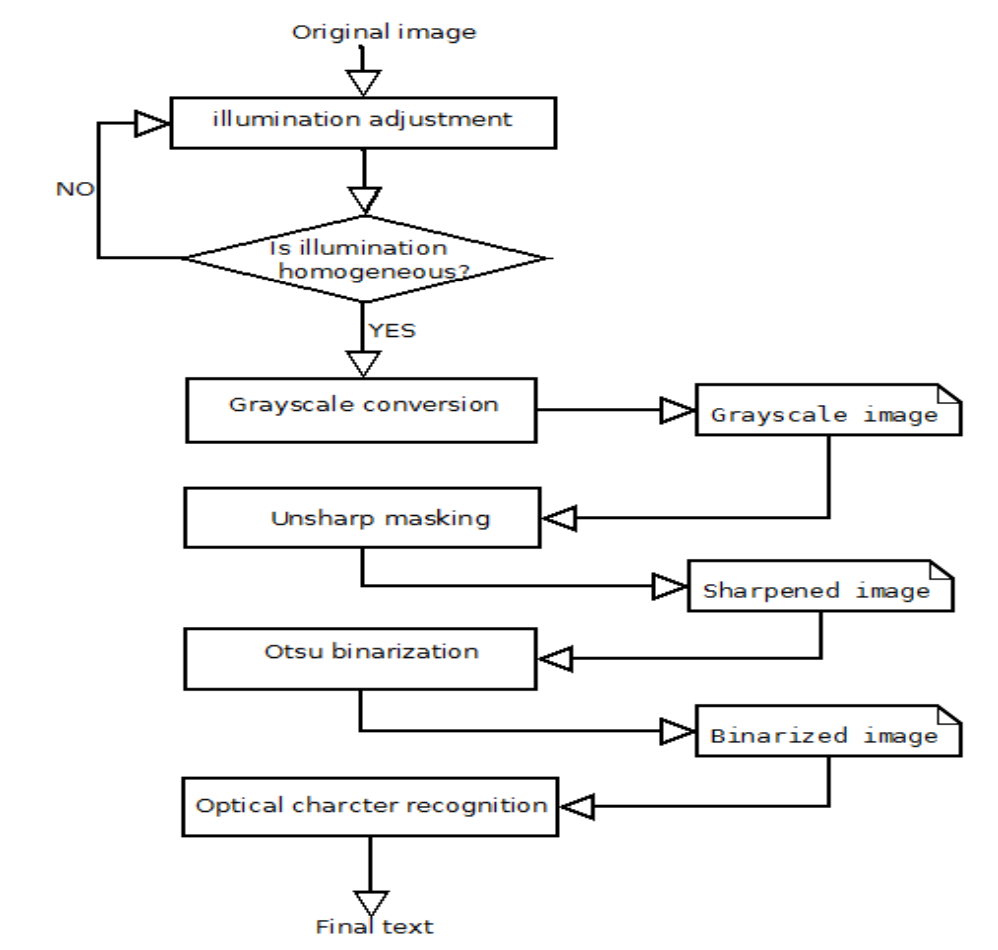 Original image
illumination adjustment
NO
Is illumination
homogeneous?
YES
Grayscale conversion
Grayscale image
Unsharp masking
Sharpened image
Otsu binarization
Binarized image
Optical charcter recognition
Final text